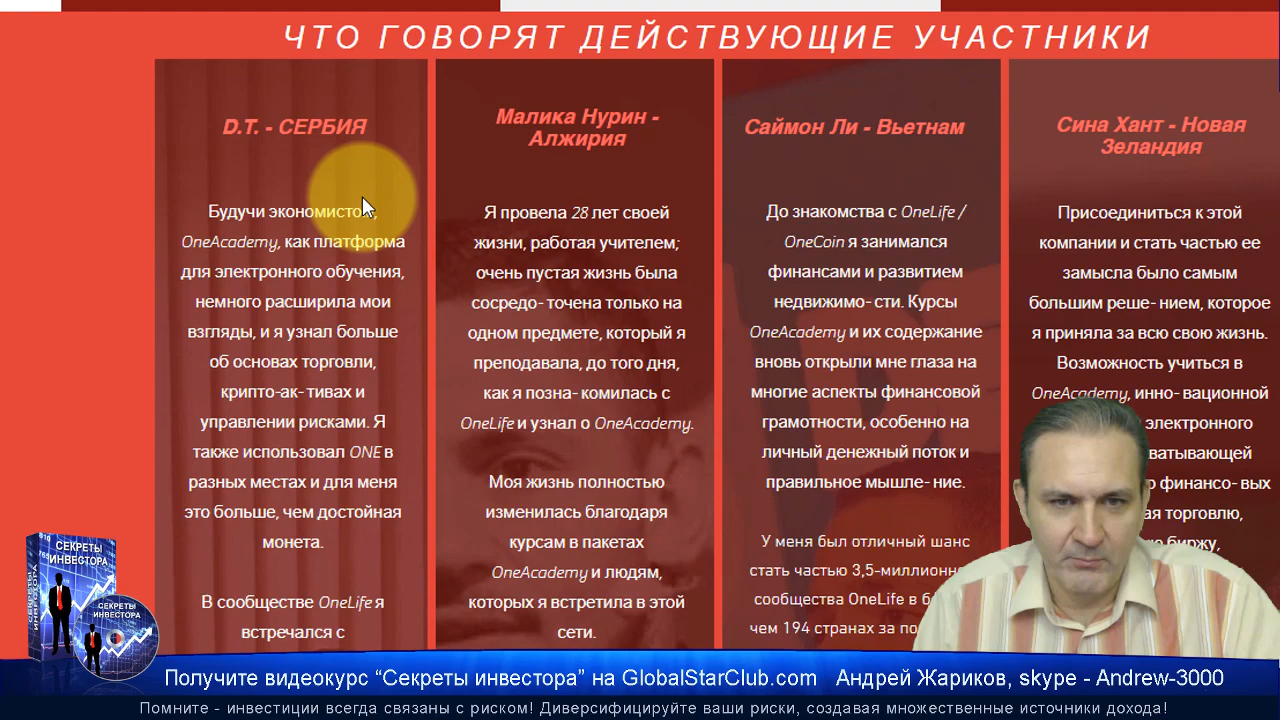 ЧТО ГОВОРЯТ ДЕЙСТВУЮЩИЕ УЧАСТНИКИ
D.T. - СЕРБИЯ
Будучи экономистом,
OneAcademy, как платформа
для электронного обучения,
немного расширила мои
взгляды, и я узнал больше
об основах торговли,
крипто-ак- тивах и
управлении рисками. Я
также использовал ONE в
разных местах и для меня
это больше, чем достойная
монета.
В сообществе OneLife я
встречался с
Малика Нурин -
Алжирия
Я провела 28 лет своей
жизни, работая учителем;
очень пустая жизнь была
сосредо- точена только на
одном предмете, который я
преподавала, до того дня,
как я позна- комилась с
OneLife и узнал о OneAcademy.
Моя жизнь полностью
изменилась благодаря
курсам в пакетах
OneAcademy и людям,
которых я встретила в этой
сети.
Саймон Ли - Вьетнам
До знакомства с OneLife /
OneCoin я занимался
финансами и развитием
недвижимо- сти. Курсы
OneAcademy и их содержание
вновь открыли мне глаза на
многие аспекты финансовой
грамотности, особенно на
личный денежный поток и
правильное мышле- ние.
У меня был отличный шанс
стать частью 3,5-миллионн
сообщества OneLife в б
чем 194 странах за по
Сина Хант - Новая
Зеландия
Присоединиться к этой
компании и стать частью ее
замысла было самым
большим реше- нием, которое
я приняла за всю свою жизнь.
Возможность учиться в
OneAcademy, инно- вационной
электронного
ватывающей
финансо- вых
ая торговлю,
биржу,
СЕКРЕТЫ
ИНВЕСТОРА
СЕКРЕТЫ
ИНВЕСТОРА
Получите видеокурс “Секреты инвестора” на GlobalStarClub.com Андрей Жариков, skype - Andrew-3000
Помните - инвестиции всегда связаны с риском! Диверсифицируйте ваши риски, создавая множественные источники дохода!